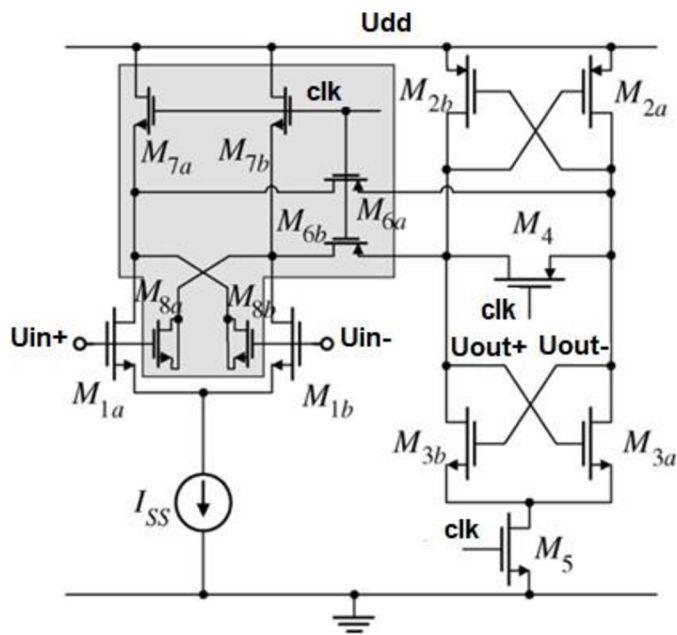 Udd
clk
M2b
M2a
M7a
M7b
M6a
M6b
M4
clk
M8a
M8b
Uin+
Uin-
Uout+ Uout-
M1a
M1b
M3b
M3a
ISS
clk
M5